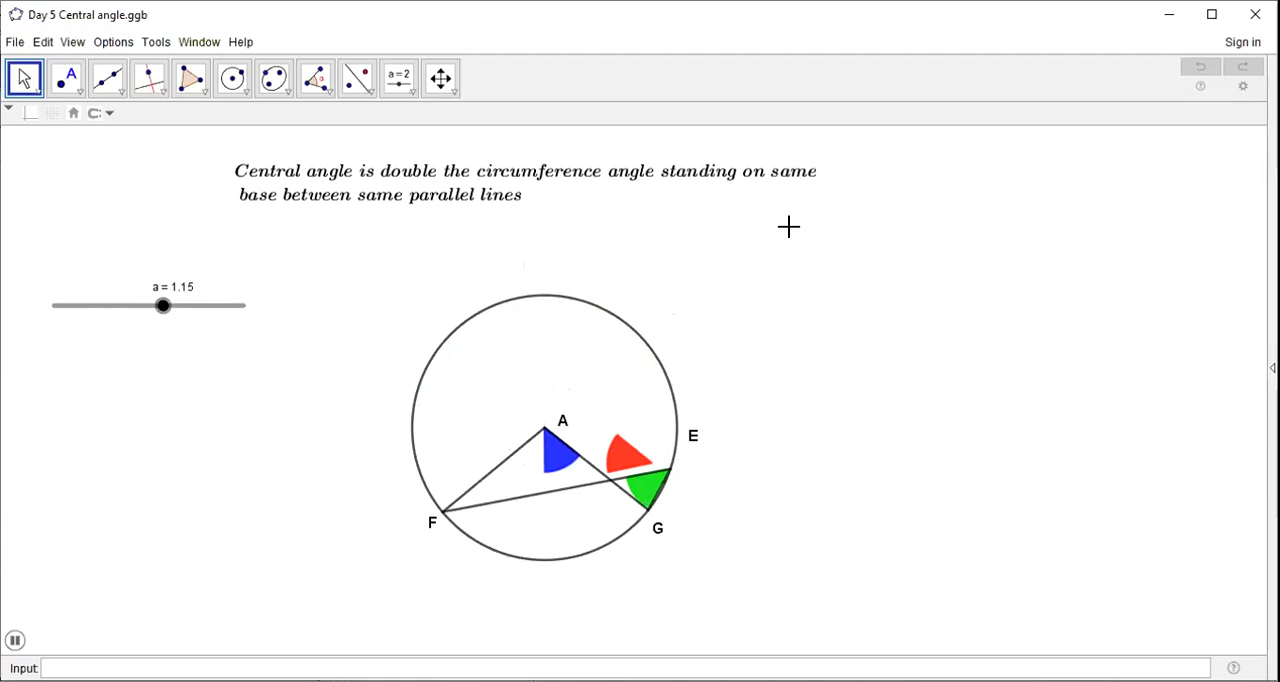 Day 5 Central angle.ggb
File Edit View Options Tools Window Help
Sign in
A
α
a=2
Central angle is double the circumference angle standing on same
base between same parallel lines
a = 1.15
A
E
F
G
Input: